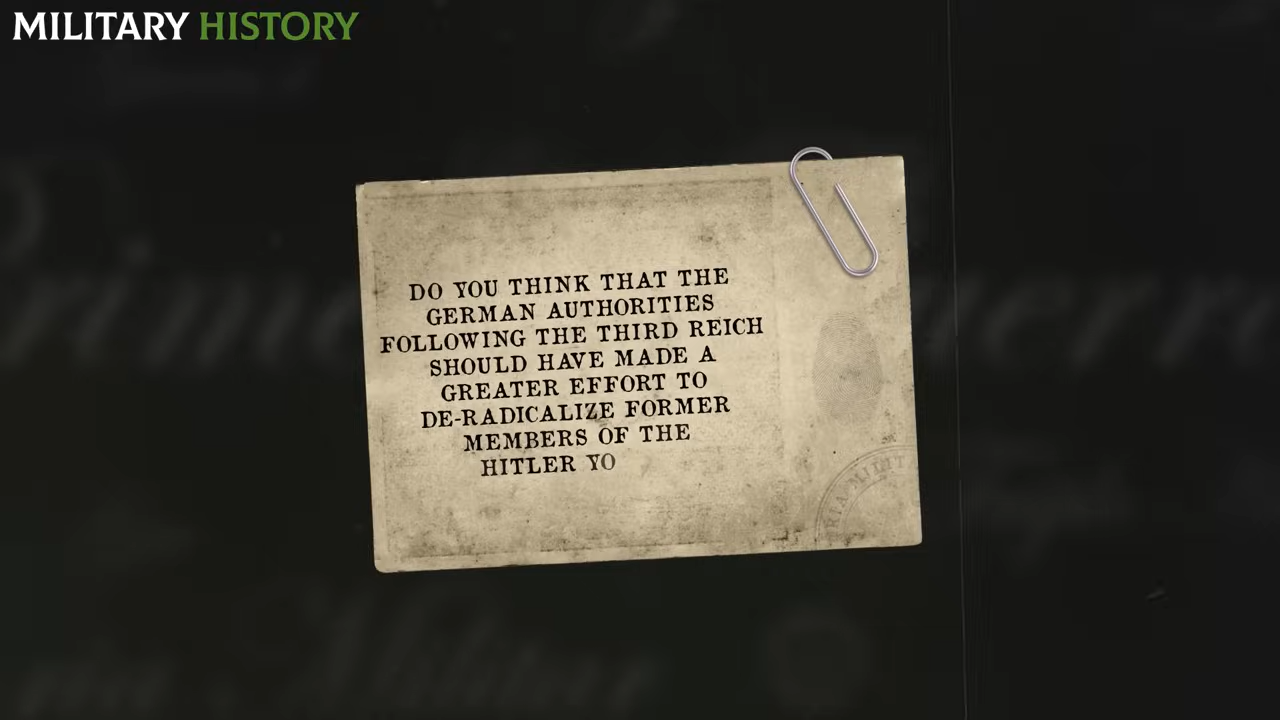 MILITARY HISTORY
DO YOU THINK THAT THE
GERMAN AUTHORITIES
FOLLOWING THE THIRD REICH
SHOULD HAVE MADE A
GREATER EFFORT TO
DE-RADICALIZE FORMER
MEMBERS OF THE
HITLER YO